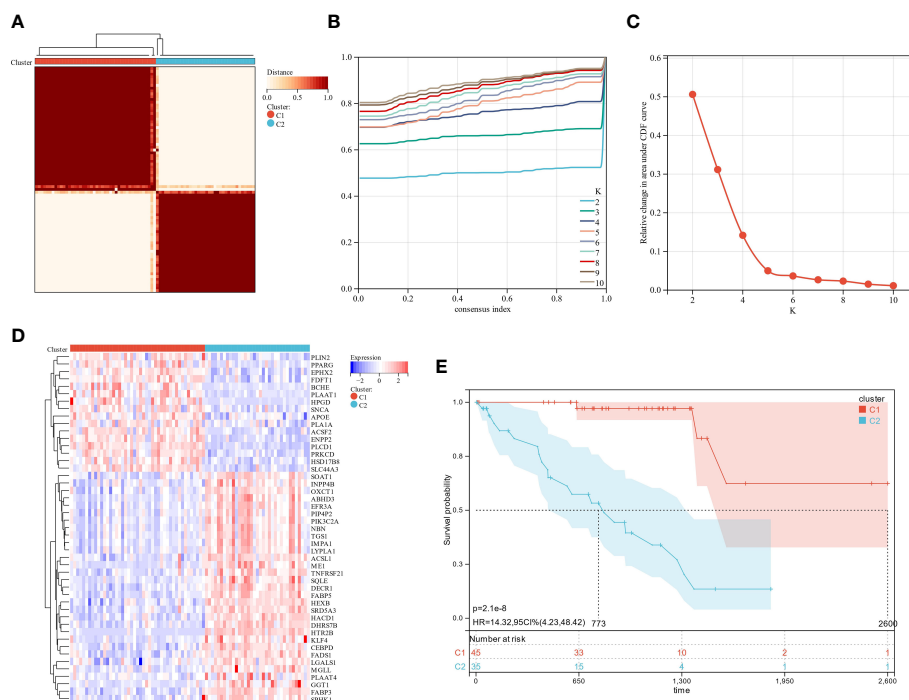 A
B
C
Cluster
Distance
0.0 0.5 1.0
Cluster:
C1
C2
1.0
0.8
0.6
0.4
0.2
0.0
K
2
3
4
5
6
7
8
9
10
0.0 0.2 0.4 0.6 0.8 1.0
consensus index
Relative change in area under CDF curve
0.6
0.5
0.4
0.3
0.2
0.1
0.0
2 4 6 8 10
K
D
Cluster
PLIN2
PPARG
EPHX2
FDFT1
BCHE
PLAAT1
HPGD
SNCA
APOE
PLA1A
ACSF2
ENPP2
PLCD1
PRKCD
HSD17B8
SLC44A3
SOAT1
INPP4B
OXCT1
ABHD3
EFR3A
PIP4P2
PIK3C2A
NBN
TGS1
IMPA1
LYPLA1
ACSL1
ME1
TNFRSF21
SQLE
DECR1
FABP5
HEXB
SRD5A3
HACD1
DHRS7B
HTR2B
KLF4
CEBPD
FADS1
LGALS1
MGLL
PLAAT4
GGT1
FABP3
SPHK1
Expression
-2 0 2
Cluster:
C1
C2
E
cluster
C1
C2
Survival probability
1.0
0.8
0.5
0.3
0.0
p=2.1e-8
HR=14.32,95CI%(4.23,48.42)
773
2600
Number at risk
C1 45 33 10 2 1
C2 35 15 4 1 1
0 650 1,300 1,950 2,600
time